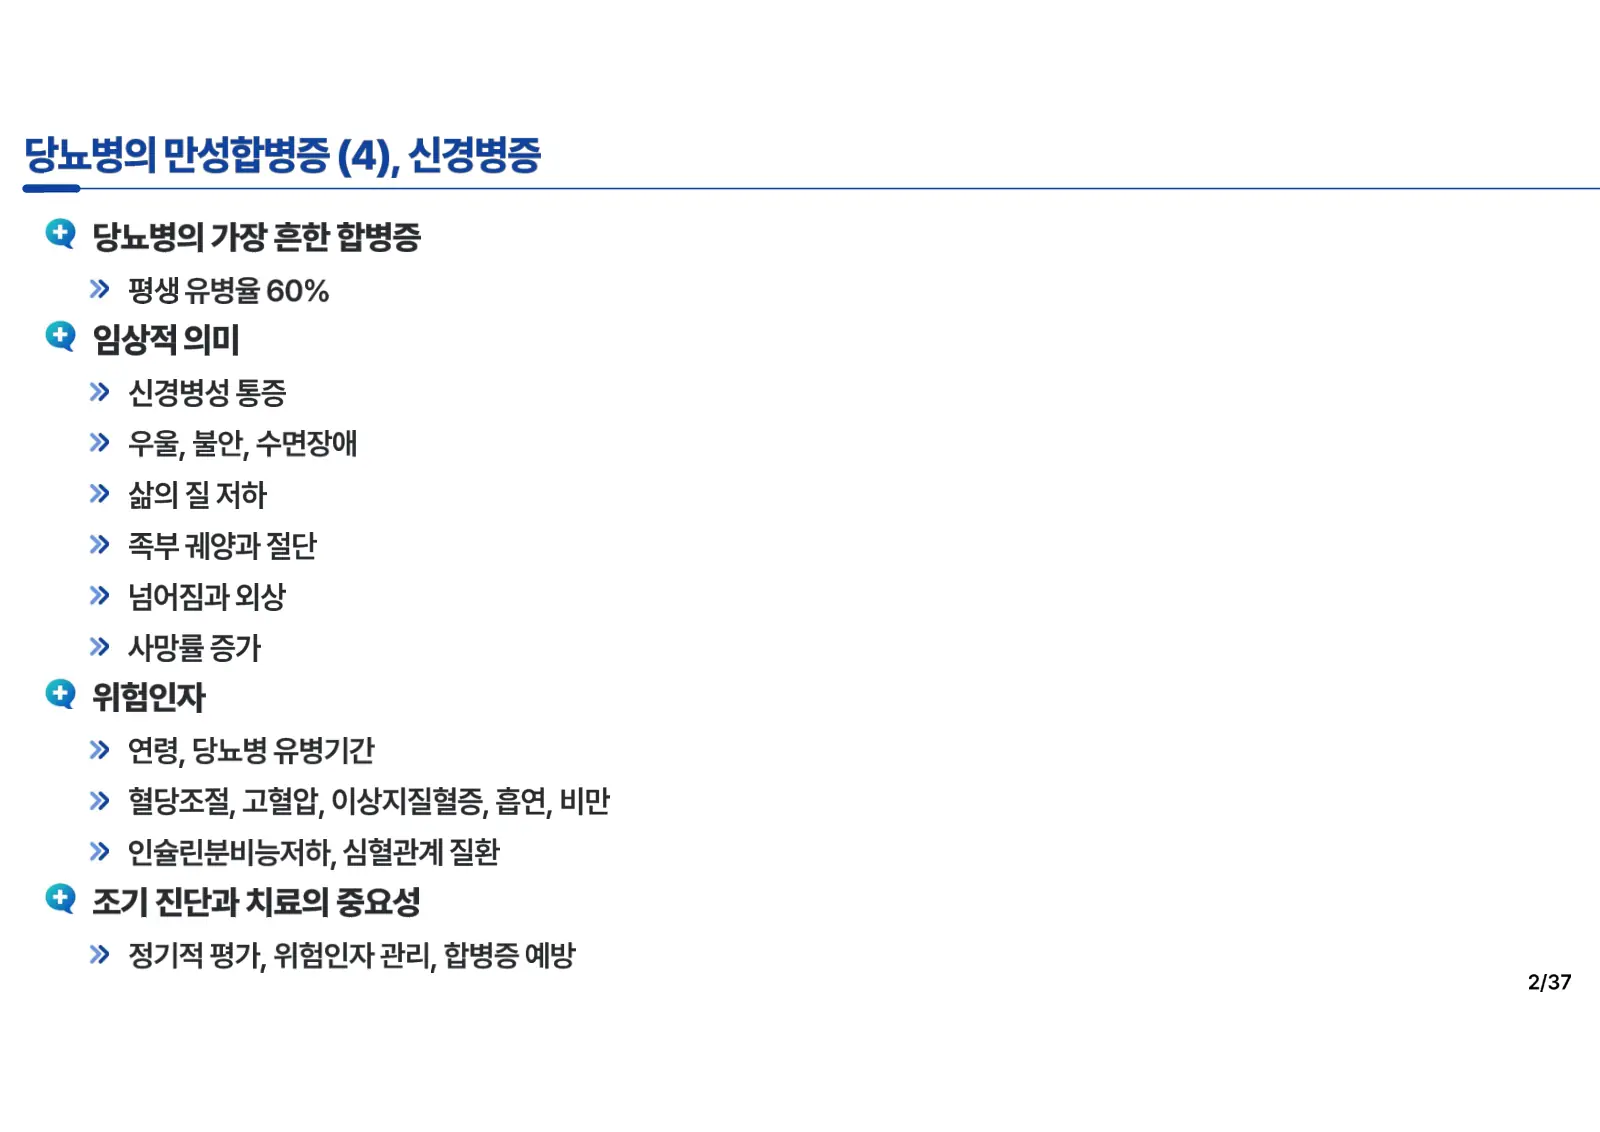 당뇨병의 만성합병증 (4), 신경병증
당뇨병의 가장 흔한 합병증
평생 유병율 60%
임상적 의미
신경병성 통증
우울, 불안, 수면장애
삶의 질 저하
족부 궤양과 절단
넘어짐과 외상
사망률 증가
위험인자
연령, 당뇨병 유병기간
혈당조절, 고혈압, 이상지질혈증, 흡연, 비만
인슐린분비능저하, 심혈관계 질환
조기 진단과 치료의 중요성
정기적 평가, 위험인자 관리, 합병증 예방
2/37